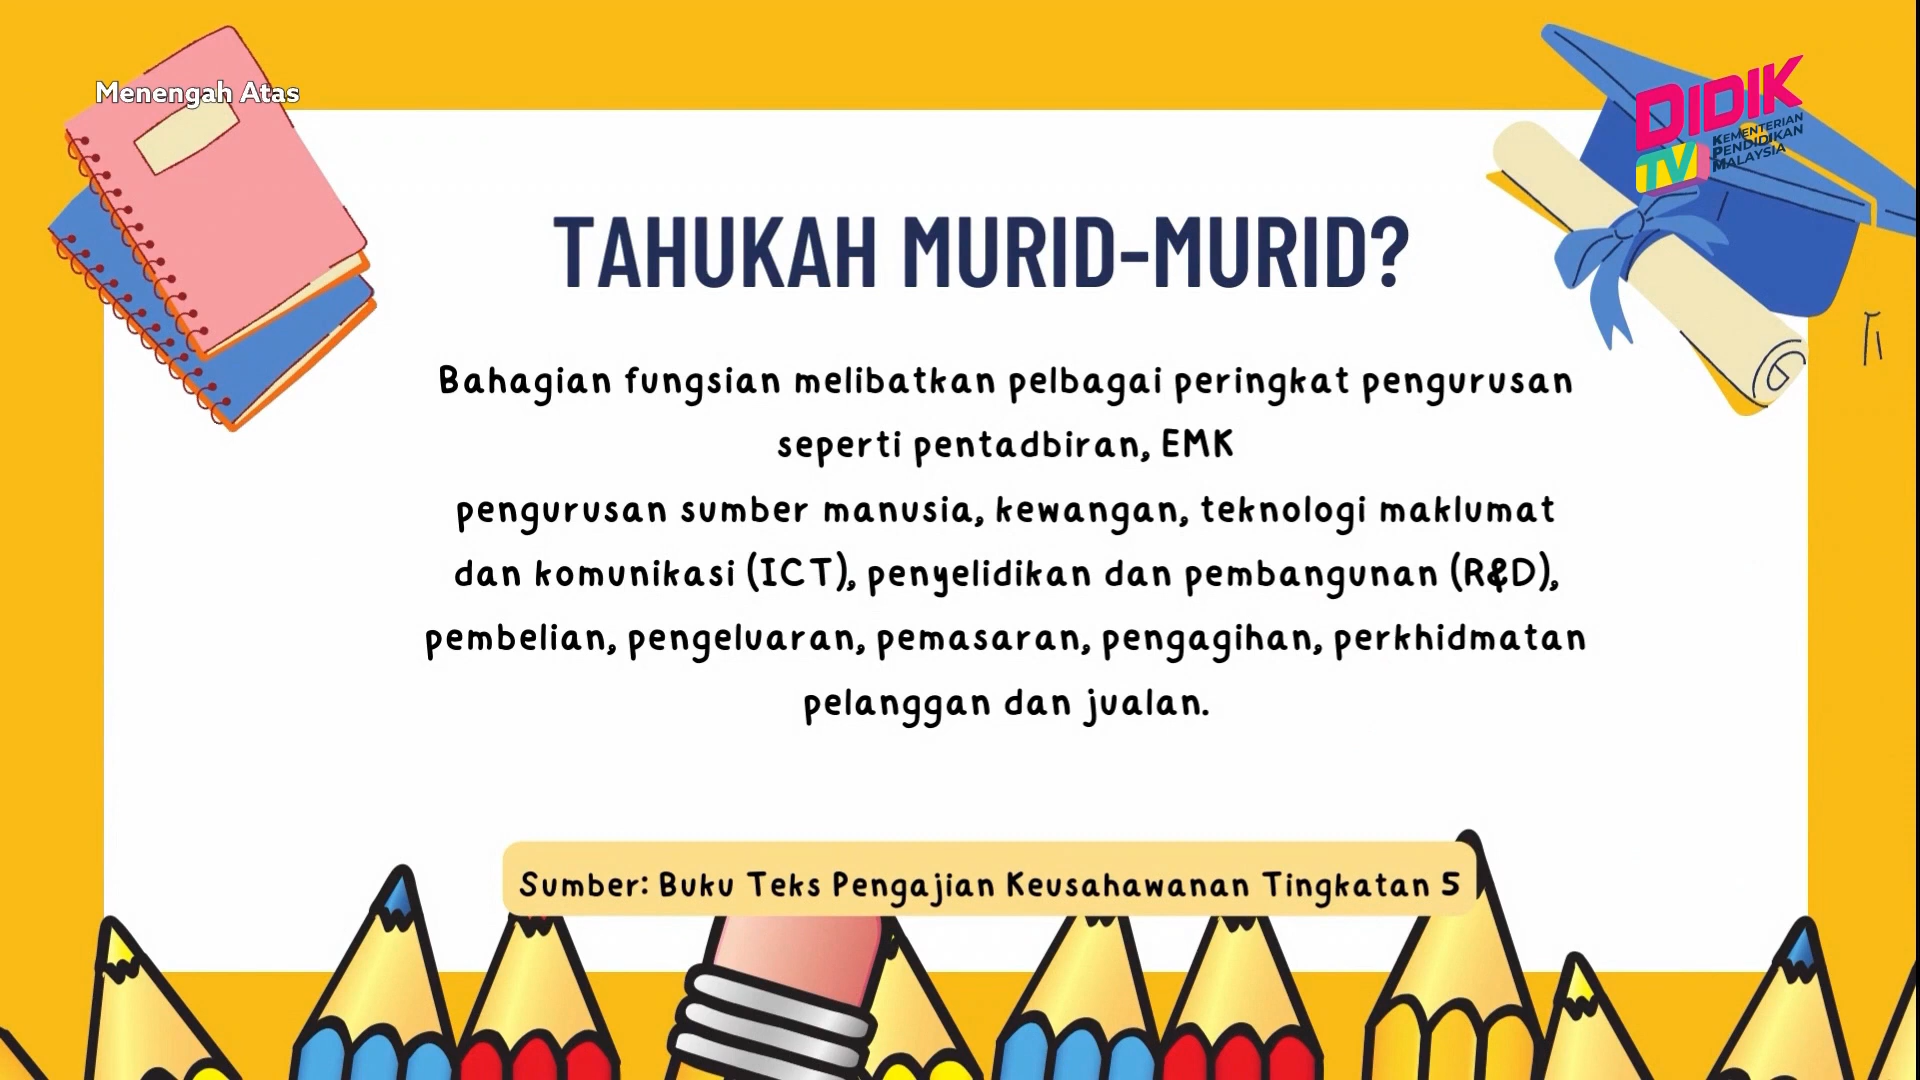 Menengah Atas
DIDIK
TV
KEMENTERIAN
PENDIDIKAN
MALAYSIA
TAHUKAH MURID-MURID?
Bahagian fungsian melibatkan pelbagai peringkat pengurusan
seperti pentadbiran, EMK
pengurusan sumber manusia, kewangan, teknologi maklumat
dan komunikasi (ICT), penyelidikan dan pembangunan (R&D),
pembelian, pengeluaran, pemasaran, pengagihan, perkhidmatan
pelanggan dan jualan.
Sumber: Buku Teks Pengajian Keusahawanan Tingkatan 5